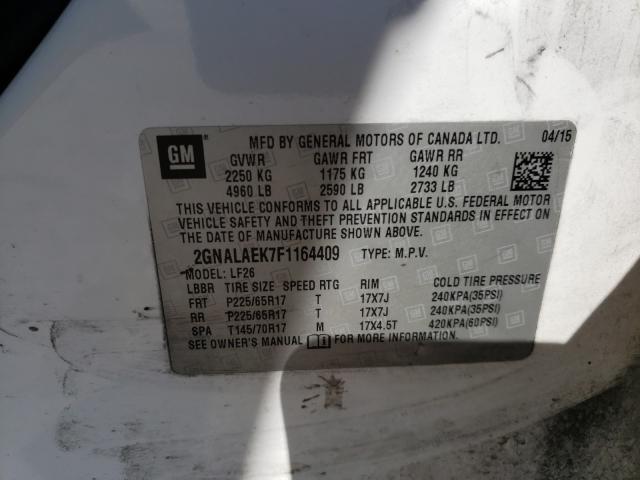 GM MFD BY GENERAL MOTORS OF CANADA LTD. 04/15
GVWR GAWR FRT GAWR RR
2250 KG 1175 KG 1240 KG
4960 LB 2590 LB 2733 LB
THIS VEHICLE CONFORMS TO ALL APPLICABLE U.S. FEDERAL MOTOR
VEHICLE SAFETY AND THEFT PREVENTION STANDARDS IN EFFECT ON
THE DATE OF MANUFACTURE SHOWN ABOVE.
2GNALAEK7F1164409 TYPE: M.P.V.
MODEL: LF26
LBBR TIRE SIZE SPEED RTG RIM COLD TIRE PRESSURE
FRT P225/65R17 T 17X7J 240KPA(35PSI)
RR P225/65R17 T 17X7J 240KPA(35PSI)
SPA T145/70R17 M 17X4.5T 420KPA(60PSI)
SEE OWNER'S MANUAL FOR MORE INFORMATION